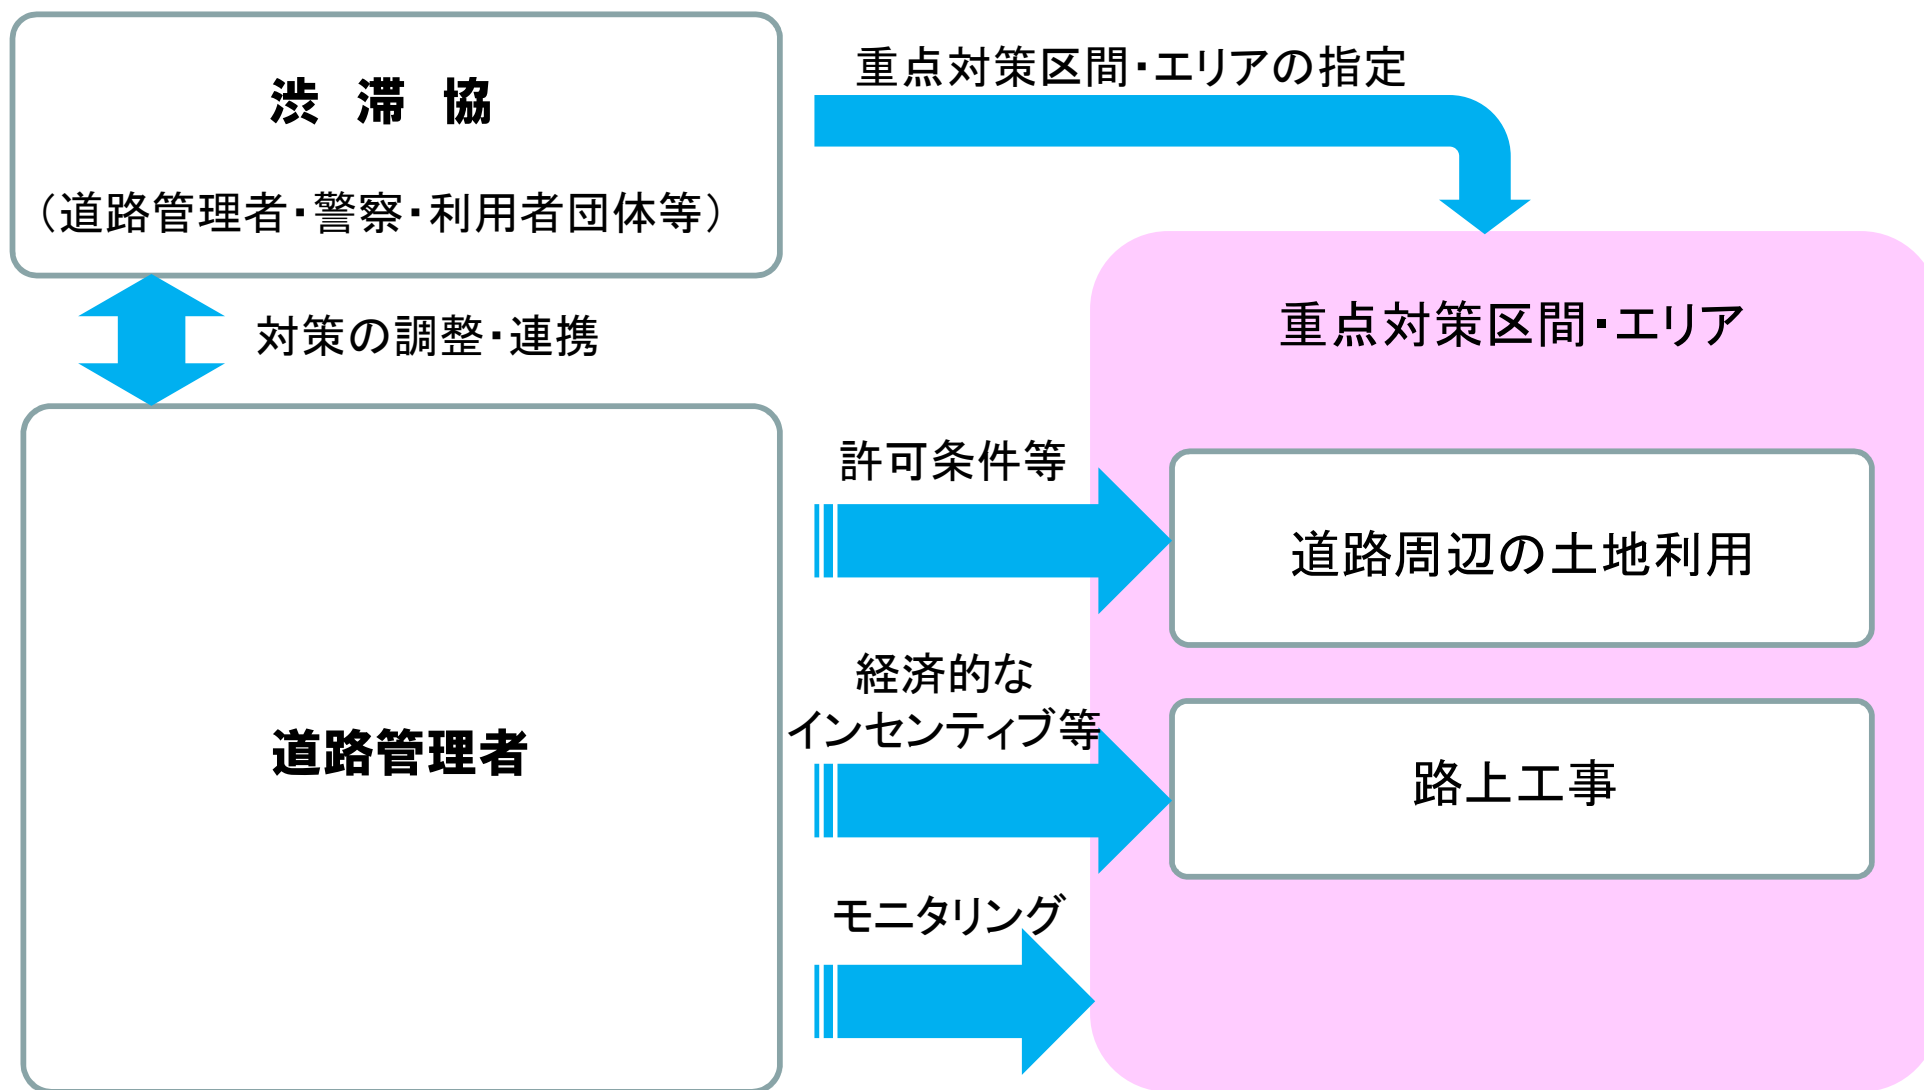 渋　滞　協
（道路管理者・警察・利用者団体等）
重点対策区間・エリアの指定
対策の調整・連携
重点対策区間・エリア
許可条件等
道路周辺の土地利用
経済的な
インセンティブ等
道路管理者
路上工事
モニタリング